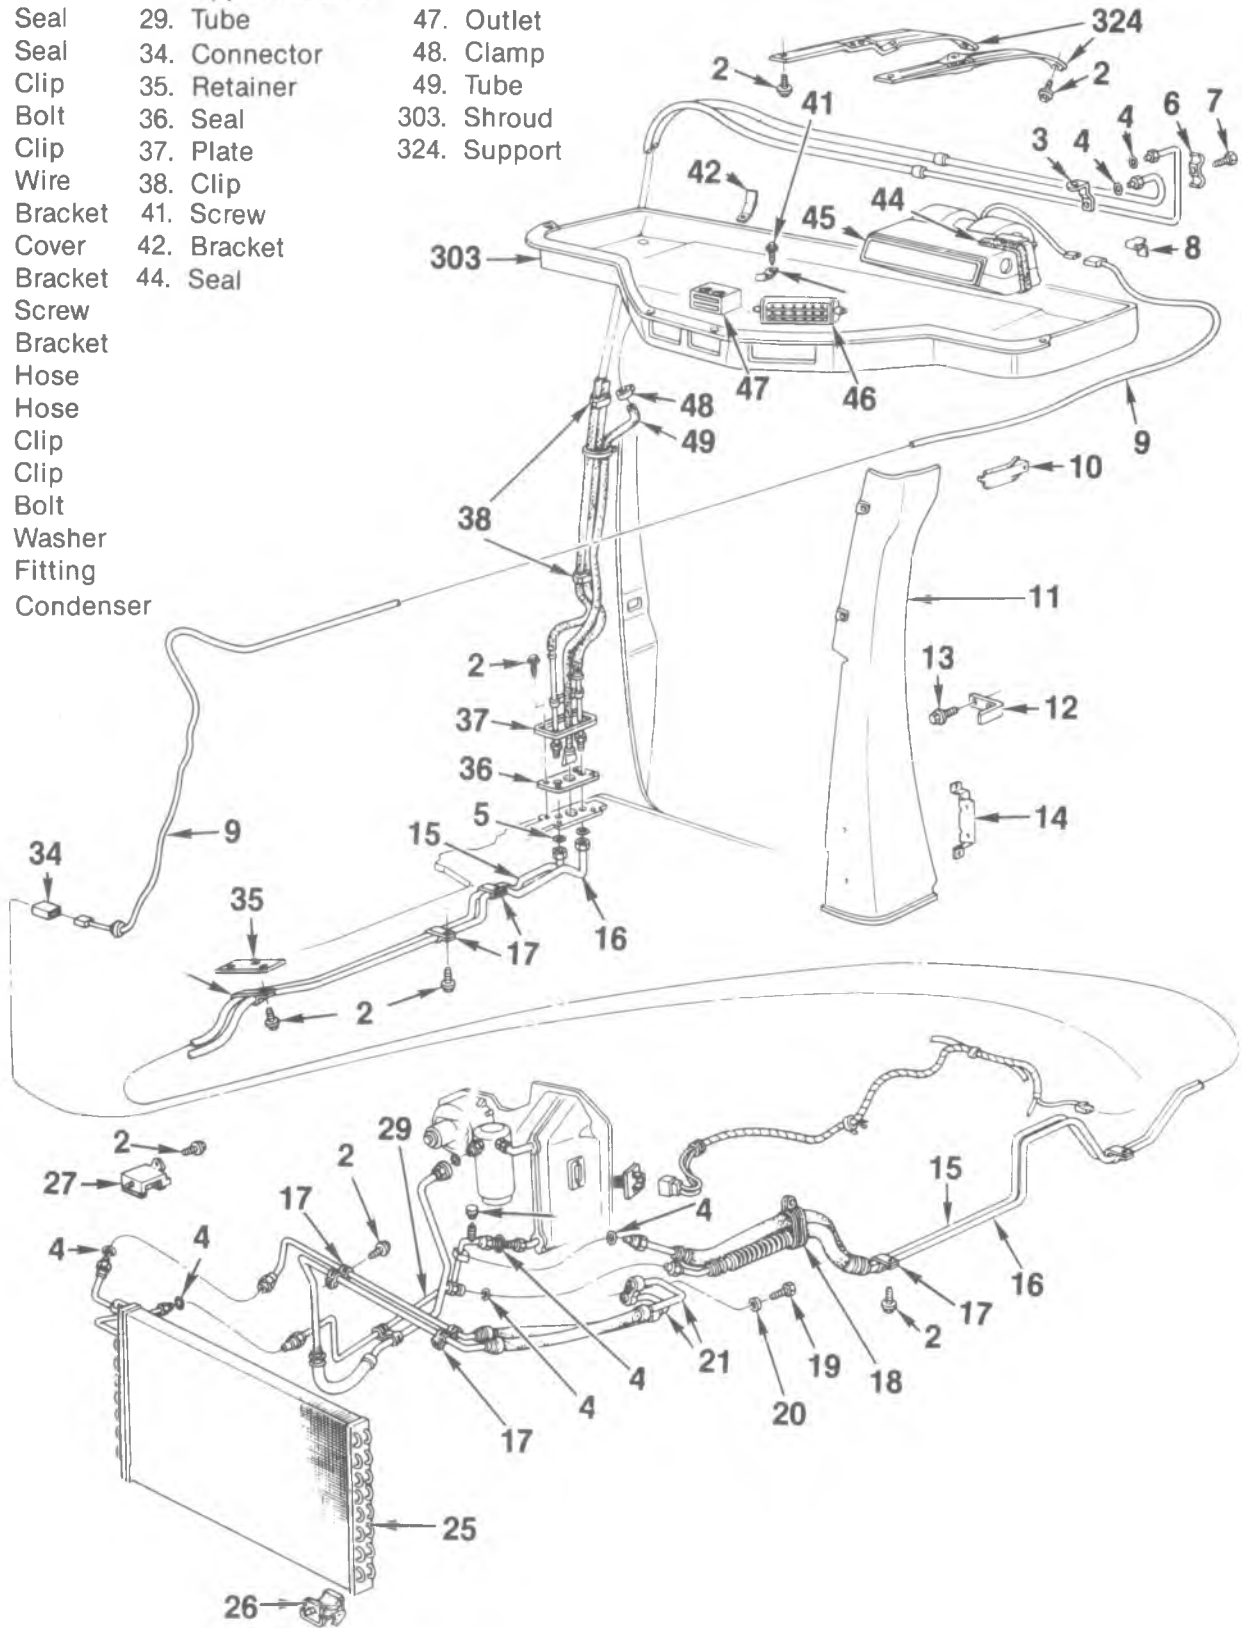 Seal
Seal
Clip
Bolt
Clip
Wire
Bracket
Cover
Bracket
Screw
Bracket
Hose
Hose
Clip
Clip
Bolt
Washer
Fitting
Condenser
29. Tube
34. Connector
35. Retainer
36. Seal
37. Plate
38. Clip
41. Screw
42. Bracket
44. Seal
47. Outlet
48. Clamp
49. Tube
303. Shroud
324. Support
324
2
2
41
7
6
4
4
3
42
44
45
8
303
47
46
48
49
9
10
38
11
2
13
12
37
36
5
14
15
9
34
35
17
16
17
2
2
29
2
27
17
4
15
4
4
16
17
2
21
19
18
4
4
20
17
25
26